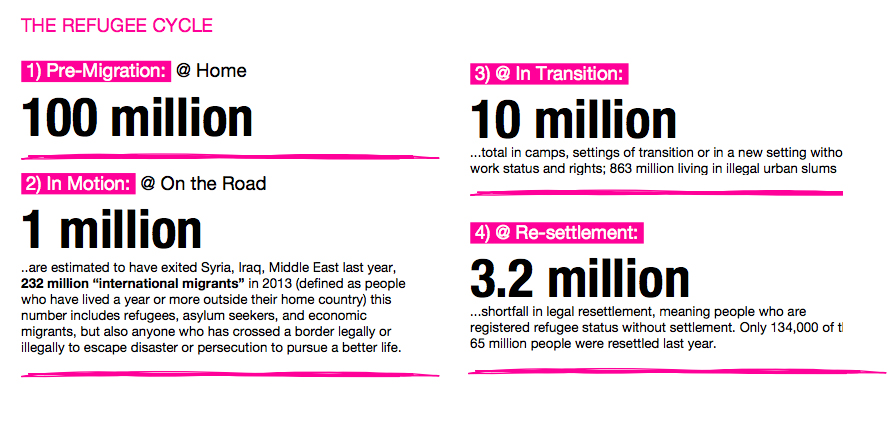 THE REFUGEE CYCLE
1) Pre-Migration: @ Home
100 million
2) In Motion: @ On the Road
1 million
..are estimated to have exited Syria, Iraq, Middle East last year,
232 million “international migrants” in 2013 (defined as people
who have lived a year or more outside their home country) this
number includes refugees, asylum seekers, and economic
migrants, but also anyone who has crossed a border legally or
illegally to escape disaster or persecution to pursue a better life.
3) @ In Transition:
10 million
...total in camps, settings of transition or in a new setting witho
work status and rights; 863 million living in illegal urban slums
4) @ Re-settlement:
3.2 million
...shortfall in legal resettlement, meaning people who are
registered refugee status without settlement. Only 134,000 of
65 million people were resettled last year.